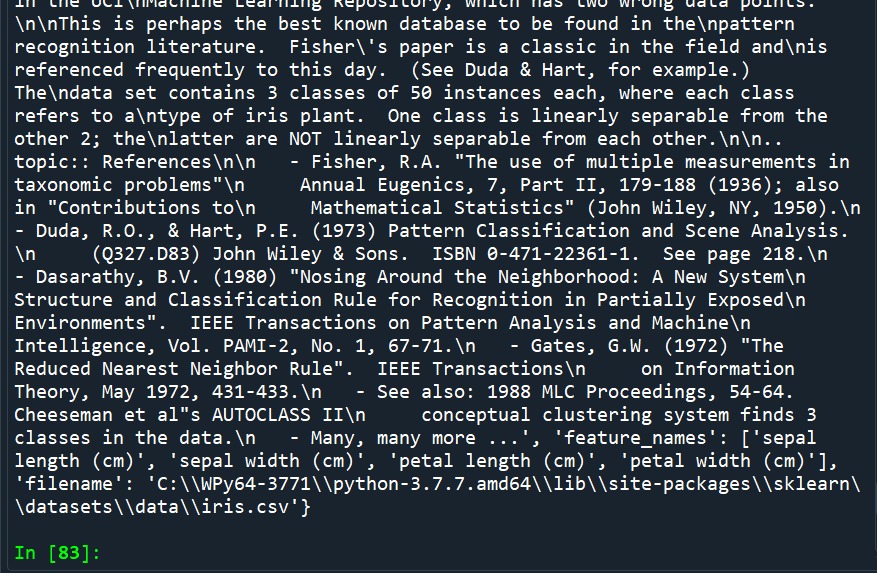 in the UCI\nMachine Learning Repository, which has two wrong data points.
\n\nThis is perhaps the best known database to be found in the\npattern
recognition literature.  Fisher\'s paper is a classic in the field and\nis
referenced frequently to this day.  (See Duda & Hart, for example.)
The\ndata set contains 3 classes of 50 instances each, where each class
refers to a\ntype of iris plant.  One class is linearly separable from the
other 2; the\nlatter are NOT linearly separable from each other.\n\n..
topic:: References\n\n   - Fisher, R.A. "The use of multiple measurements in
taxonomic problems"\n     Annual Eugenics, 7, Part II, 179-188 (1936); also
in "Contributions to\n     Mathematical Statistics" (John Wiley, NY, 1950).\n
- Duda, R.O., & Hart, P.E. (1973) Pattern Classification and Scene Analysis.
\n     (Q327.D83) John Wiley & Sons.  ISBN 0-471-22361-1.  See page 218.\n
- Dasarathy, B.V. (1980) "Nosing Around the Neighborhood: A New System\n
Structure and Classification Rule for Recognition in Partially Exposed\n
Environments".  IEEE Transactions on Pattern Analysis and Machine\n
Intelligence, Vol. PAMI-2, No. 1, 67-71.\n   - Gates, G.W. (1972) "The
Reduced Nearest Neighbor Rule".  IEEE Transactions\n     on Information
Theory, May 1972, 431-433.\n   - See also: 1988 MLC Proceedings, 54-64.
Cheeseman et al"s AUTOCLASS II\n     conceptual clustering system finds 3
classes in the data.\n   - Many, many more ...', 'feature_names': ['sepal
length (cm)', 'sepal width (cm)', 'petal length (cm)', 'petal width (cm)'],
'filename': 'C:\\WPy64-3771\\python-3.7.7.amd64\\lib\\site-packages\\sklearn\
\datasets\\data\\iris.csv'}
In [83]: